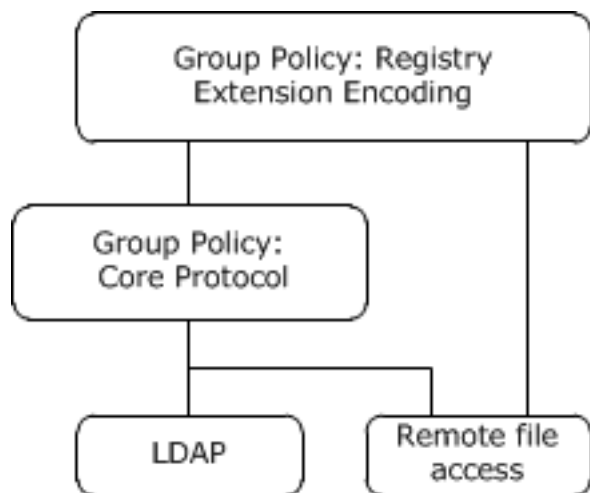 Group Policy: Registry
Extension Encoding
Group Policy:
Core Protocol
LDAP
Remote file
access